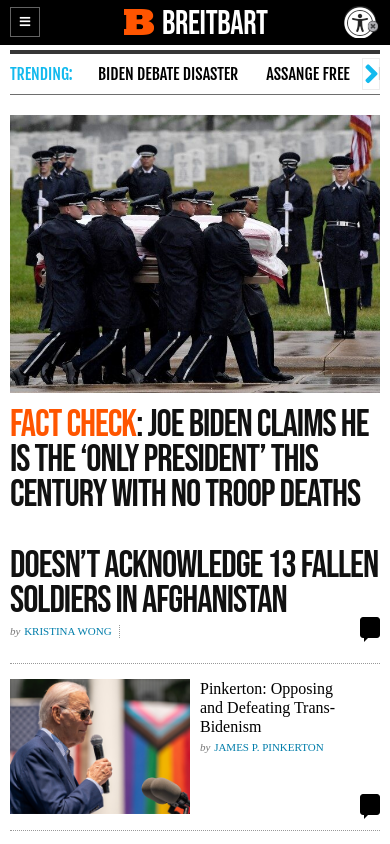 BREITBART
TRENDING: BIDEN DEBATE DISASTER ASSANGE FREE
FACT CHECK: JOE BIDEN CLAIMS HE
IS THE ‘ONLY PRESIDENT’ THIS
CENTURY WITH NO TROOP DEATHS
DOESN’T ACKNOWLEDGE 13 FALLEN
SOLDIERS IN AFGHANISTAN
by KRISTINA WONG
Pinkerton: Opposing
and Defeating Trans-
Bidenism
by JAMES P. PINKERTON